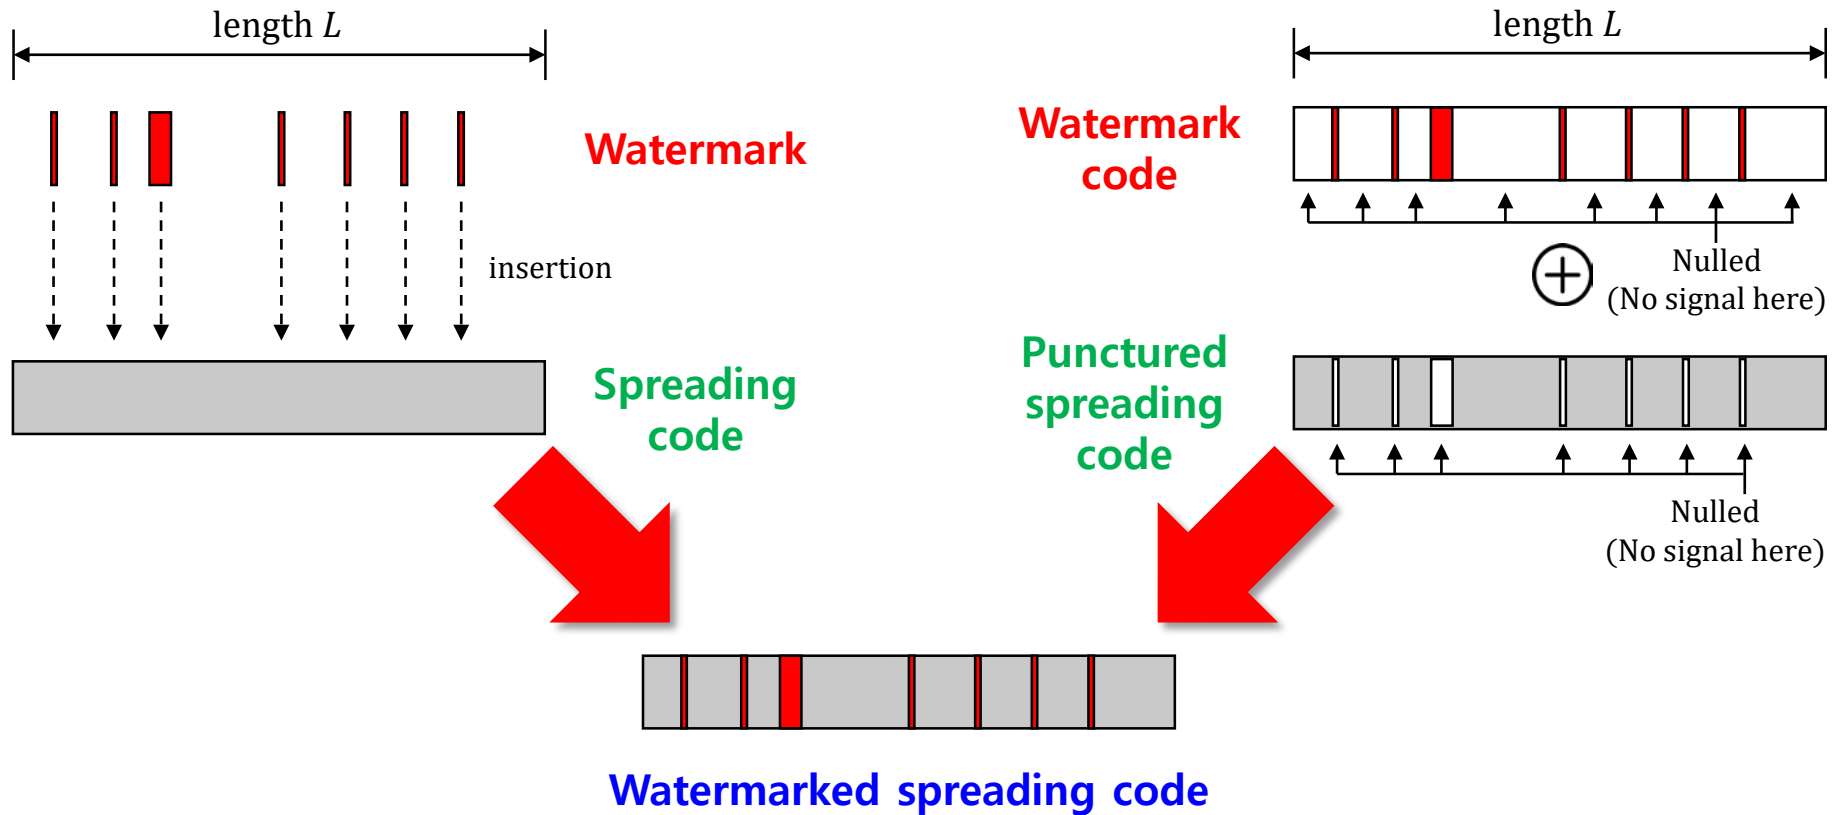 length L
Watermark
insertion
Spreading
code
length L
Watermark
code
Nulled
(No signal here)
Punctured
spreading
code
Nulled
(No signal here)
Watermarked spreading code